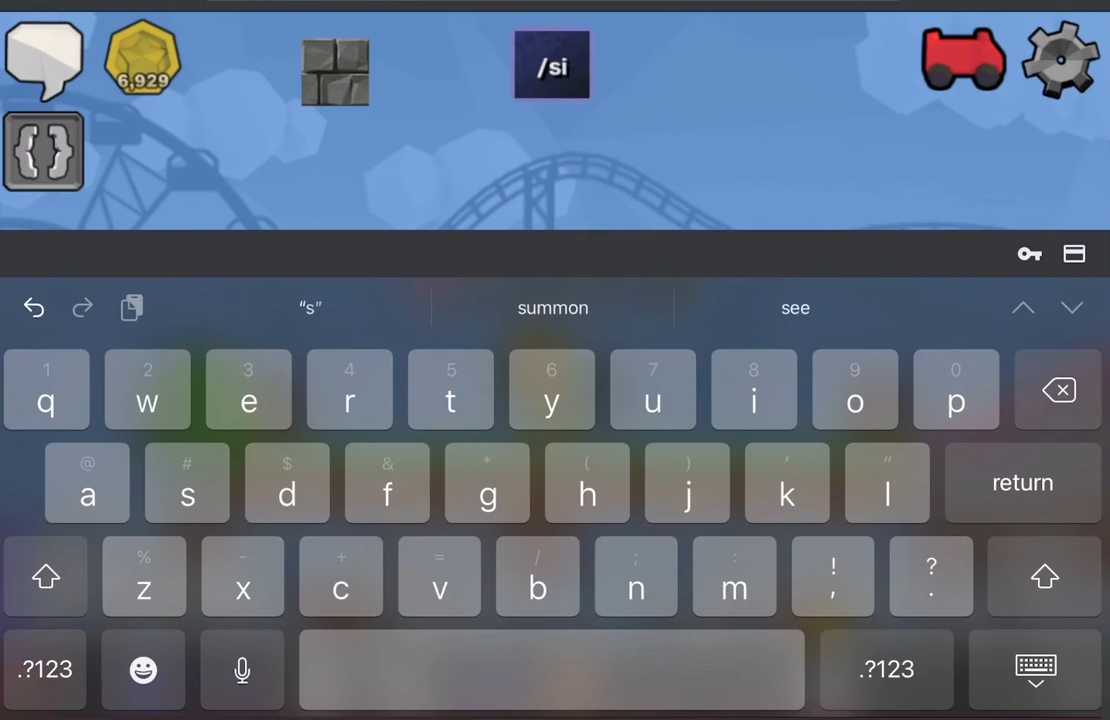 6,929
/si
{ }
“s” summon see
1 2 3 4 5 6 7 8 9 0
q w e r t y u i o p
@ # $ & * ( ) ' "
a s d f g h j k l return
% - + = / ; : ! ?
z x c v b n m , .
.?123 .?123